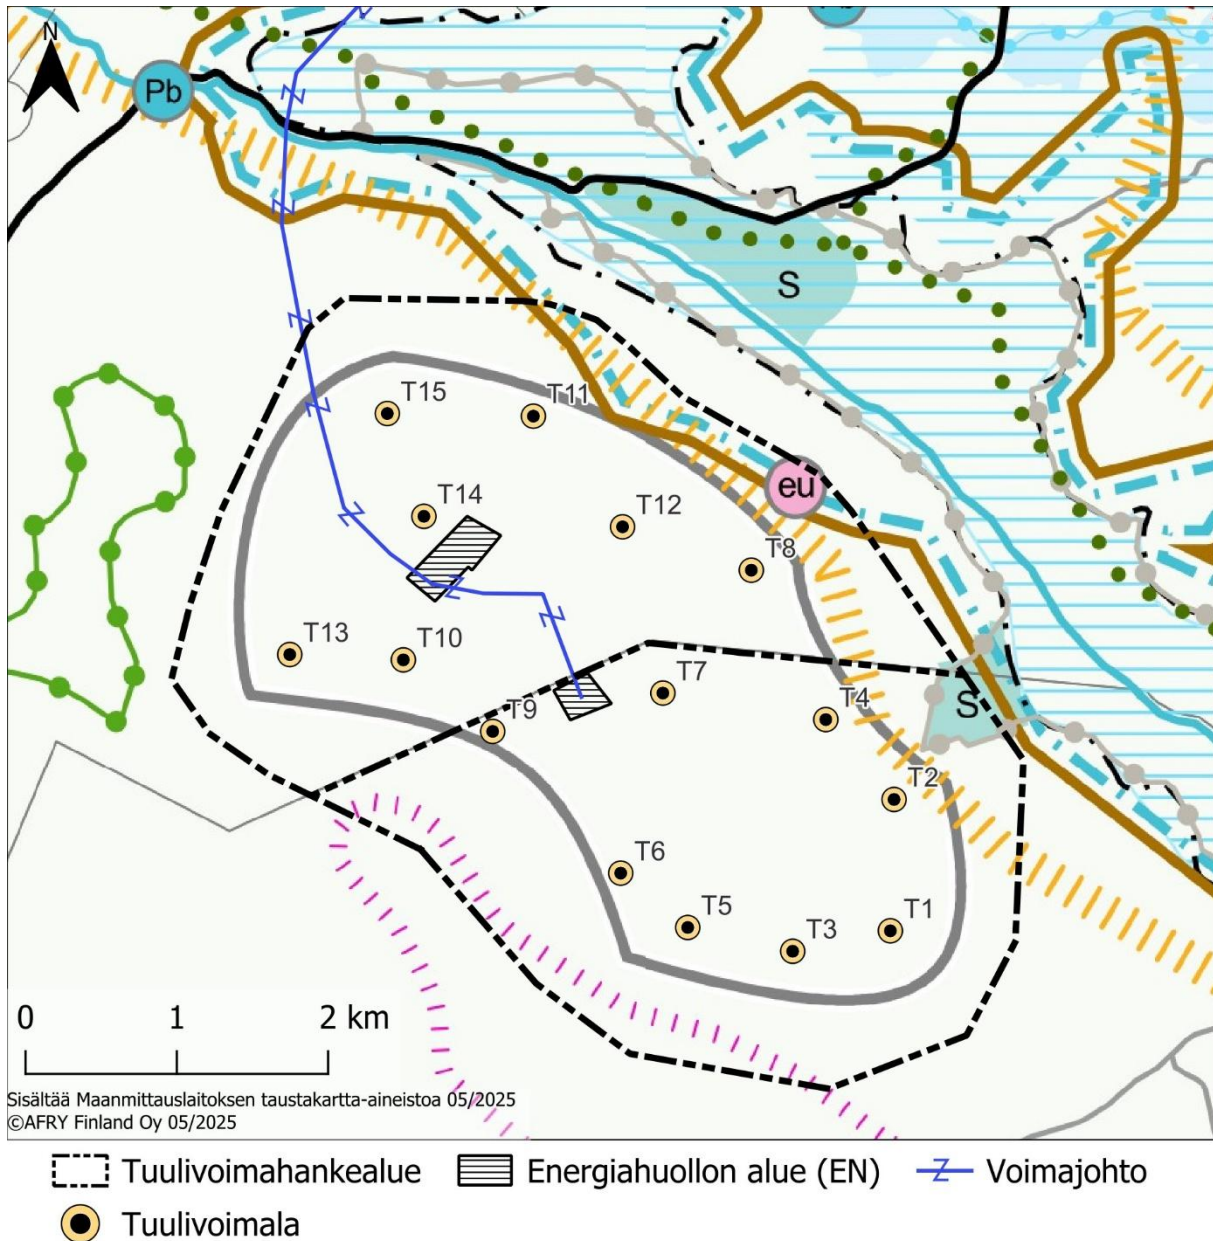 N
Pb
Pb
S
T15
T11
eu
T14
T12
T8
T13
T10
T7
S
T9
T4
T2
T6
T5
T3
T1
0 1 2 km
Sisältää Maanmittauslaitoksen taustakartta-aineistoa 05/2025
©AFRY Finland Oy 05/2025
Tuulivoimahankealue Energiahuollon alue (EN) Voimajohto
Tuulivoimala